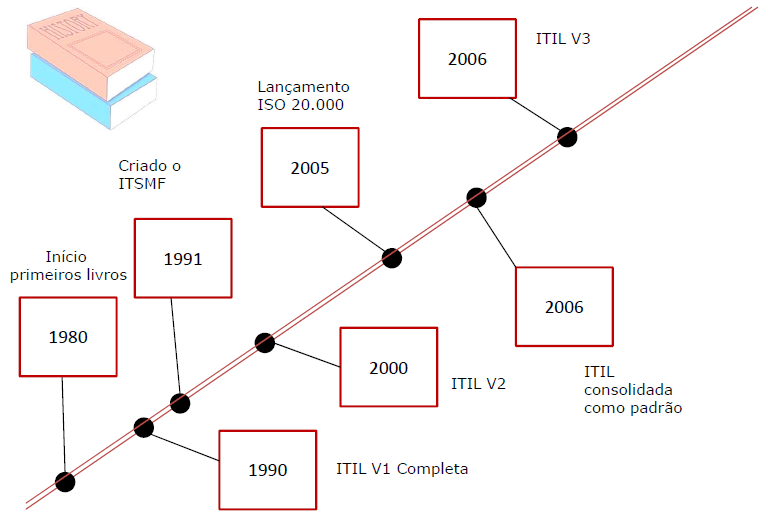 HISTORY
2006
ITIL V3
Lançamento
ISO 20.000
2005
Criado o
ITSMF
1991
Início
primeiros livros
1980
2006
ITIL
consolidada
como padrão
2000
ITIL V2
1990
ITIL V1 Completa